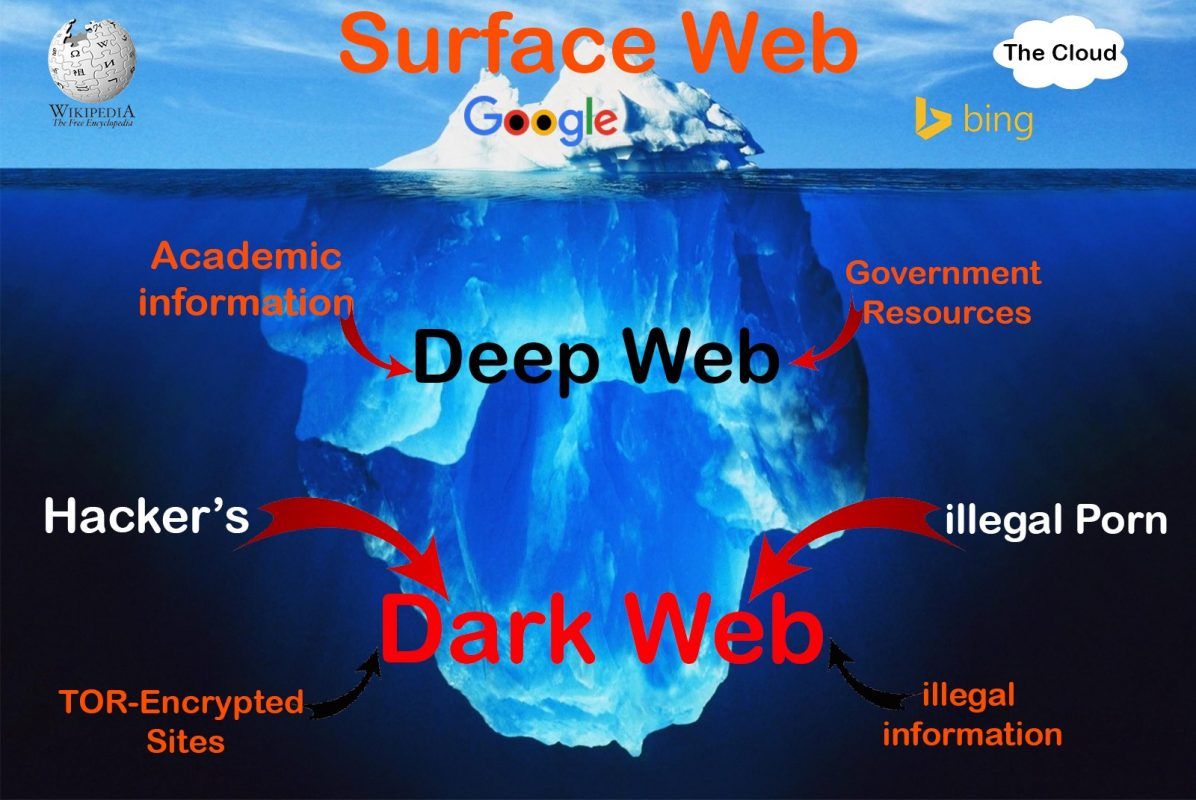 Surface Web
WIKIPEDIA
The Free Encyclopedia
Google
The Cloud
bing
Academic
information
Government
Resources
Deep Web
Hacker’s
illegal Porn
Dark Web
TOR-Encrypted
Sites
illegal
information